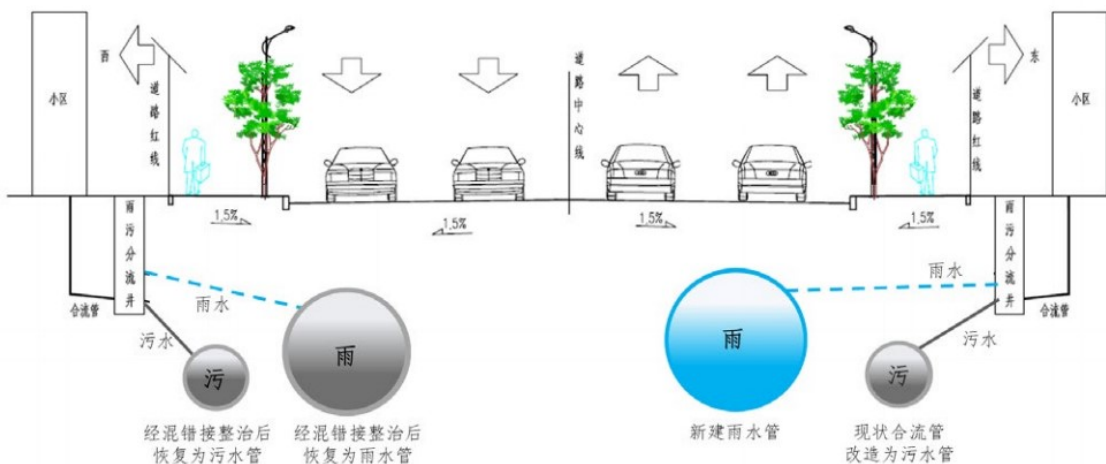 西
东
小区
道路红线
道路中心线
道路红线
小区
1.5%
1.5%
1.5%
1.5%
雨污分流井
雨污分流井
雨水
雨水
合流管
合流管
污水
污水
雨
雨
污
污
经混错接整治后
恢复为污水管
经混错接整治后
恢复为雨水管
新建雨水管
现状合流管
改造为污水管